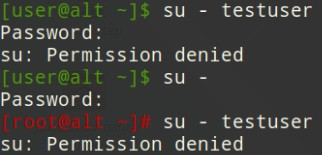 [user@alt ~]$ su - testuser
Password:
su: Permission denied
[user@alt ~]$ su -
Password:
[root@alt ~]# su - testuser
su: Permission denied